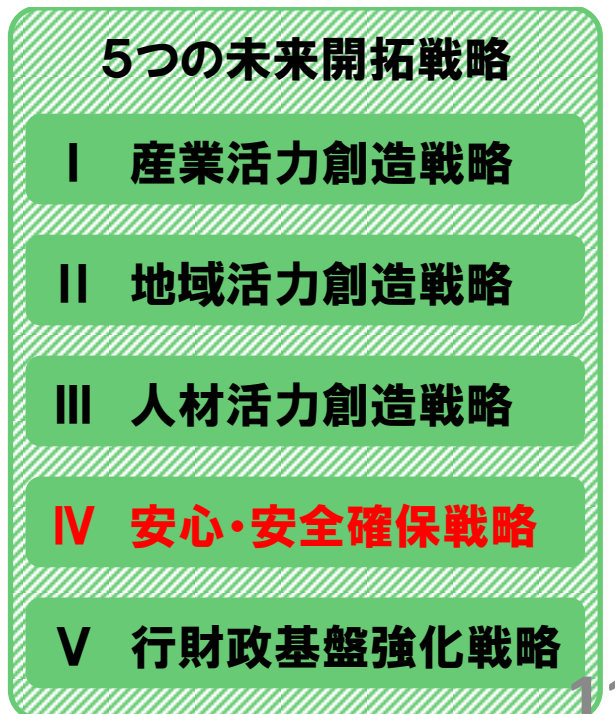 5つの未来開拓戦略
Ⅰ 産業活力創造戦略
Ⅱ 地域活力創造戦略
Ⅲ 人材活力創造戦略
Ⅳ 安心・安全確保戦略
Ⅴ 行財政基盤強化戦略